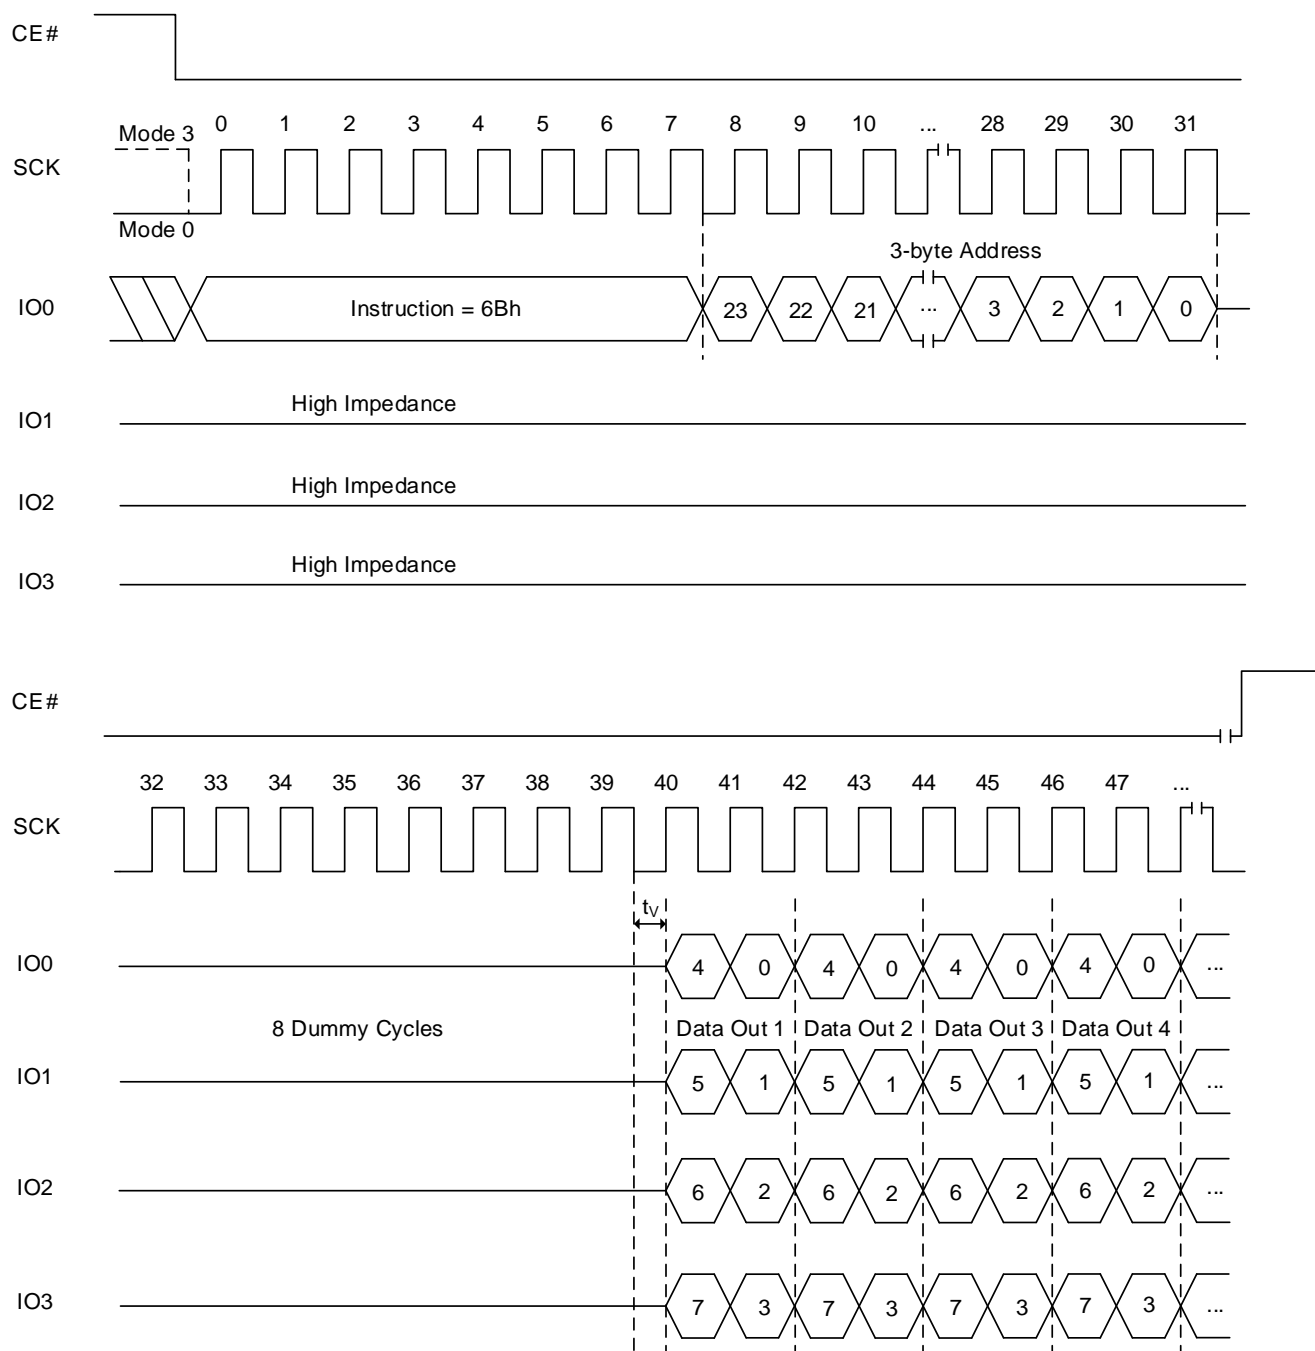 CE#
Mode 3 0 1 2 3 4 5 6 7 8 9 10 ... 28 29 30 31
SCK
Mode 0
3-byte Address
IO0 Instruction = 6Bh 23 22 21 ... 3 2 1 0
High Impedance
IO1
High Impedance
IO2
High Impedance
IO3
CE#
32 33 34 35 36 37 38 39 40 41 42 43 44 45 46 47 ...
SCK
tV
IO0 4 0 4 0 4 0 4 0 ...
8 Dummy Cycles Data Out 1 Data Out 2 Data Out 3 Data Out 4
IO1 5 1 5 1 5 1 5 1 ...
IO2 6 2 6 2 6 2 6 2 ...
IO3 7 3 7 3 7 3 7 3 ...